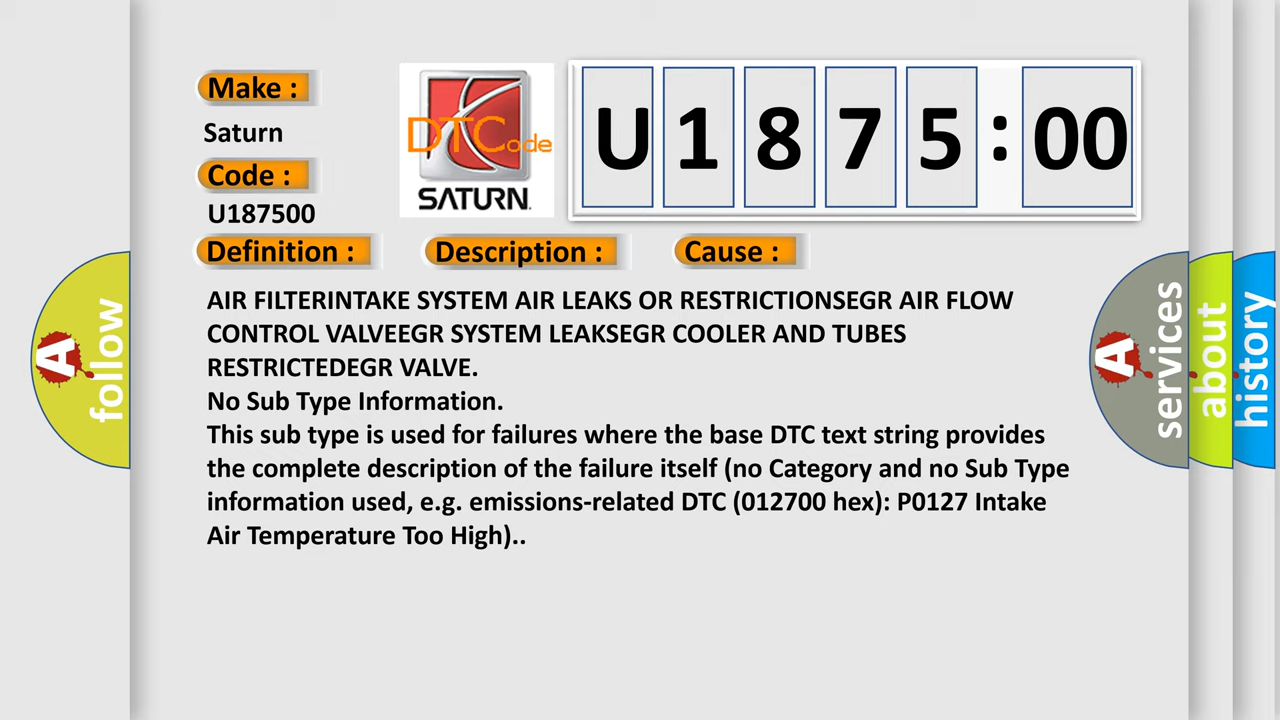 Make :
Saturn
Code :
U187500
DTCode
SATURN
U1875:00
Definition :
Description :
Cause :
AIR FILTERINTAKE SYSTEM AIR LEAKS OR RESTRICTIONSEGR AIR FLOW
CONTROL VALVEEGR SYSTEM LEAKSEGR COOLER AND TUBES
RESTRICTEDEGR VALVE.
No Sub Type Information.
This sub type is used for failures where the base DTC text string provides
the complete description of the failure itself (no Category and no Sub Type
information used, e.g. emissions-related DTC (012700 hex): P0127 Intake
Air Temperature Too High)..
A follow
A services
about
history